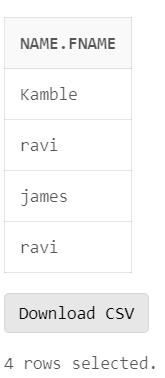 NAME.FNAME
Kamble
ravi
james
ravi
Download CSV
4 rows selected.